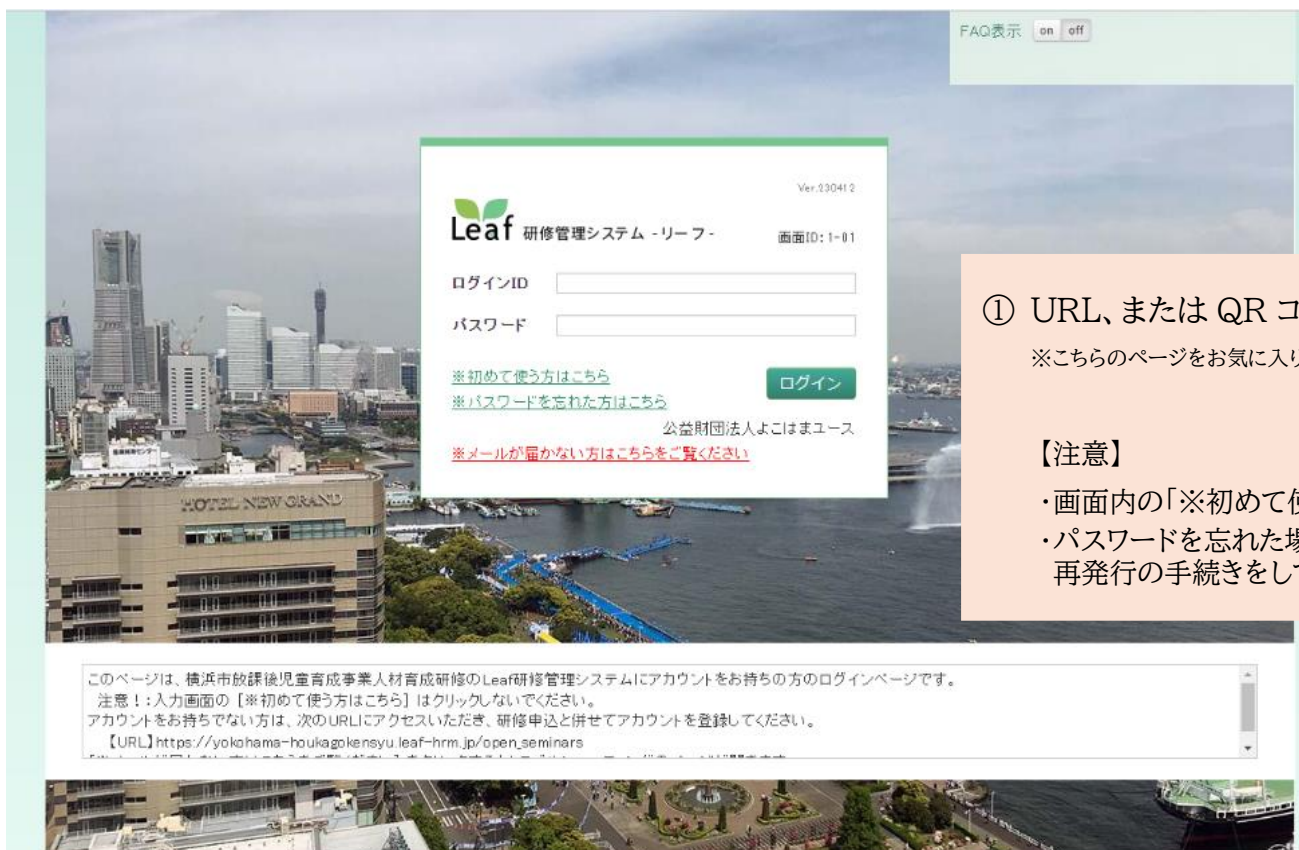 FAQ表示 on off
Ver.230412
Leaf 研修管理システム -リーフ-
画面ID:1-01
ログインID
パスワード
※初めて使う方はこちら
ログイン
※パスワードを忘れた方はこちら
公益財団法人よこはまユース
※メールが届かない方はこちらをご覧ください
① URL、または QR コ
※こちらのページをお気に入り
【注意】
・画面内の「※初めて使
・パスワードを忘れた場
再発行の手続きをして
HOTEL NEW GRAND
このページは、横浜市放課後児童育成事業人材育成研修のLeaf研修管理システムにアカウントをお持ちの方のログインページです。
注意！：入力画面の［※初めて使う方はこちら］はクリックしないでください。
アカウントをお持ちでない方は、次のURLにアクセスいただき、研修申込と併せてアカウントを登録してください。
【URL】https://yokohama-houkagokensyu.leaf-hrm.jp/open_seminars